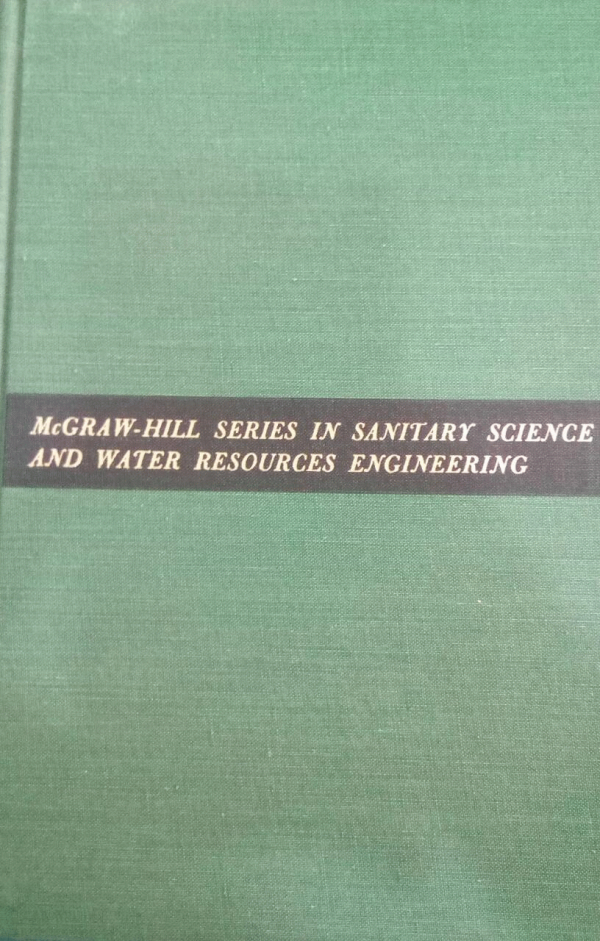 McGRAW-HILL SERIES IN SANITARY SCIENCE
AND WATER RESOURCES ENGINEERING